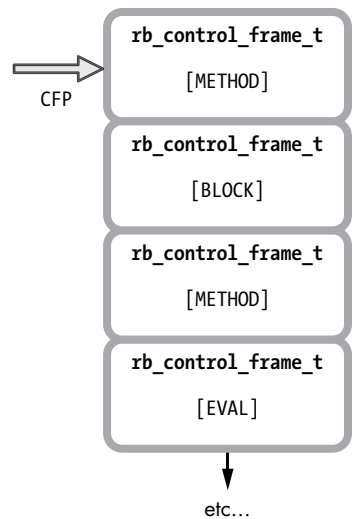 rb_control_frame_t
[METHOD]
CFP
rb_control_frame_t
[BLOCK]
rb_control_frame_t
[METHOD]
rb_control_frame_t
[EVAL]
etc...